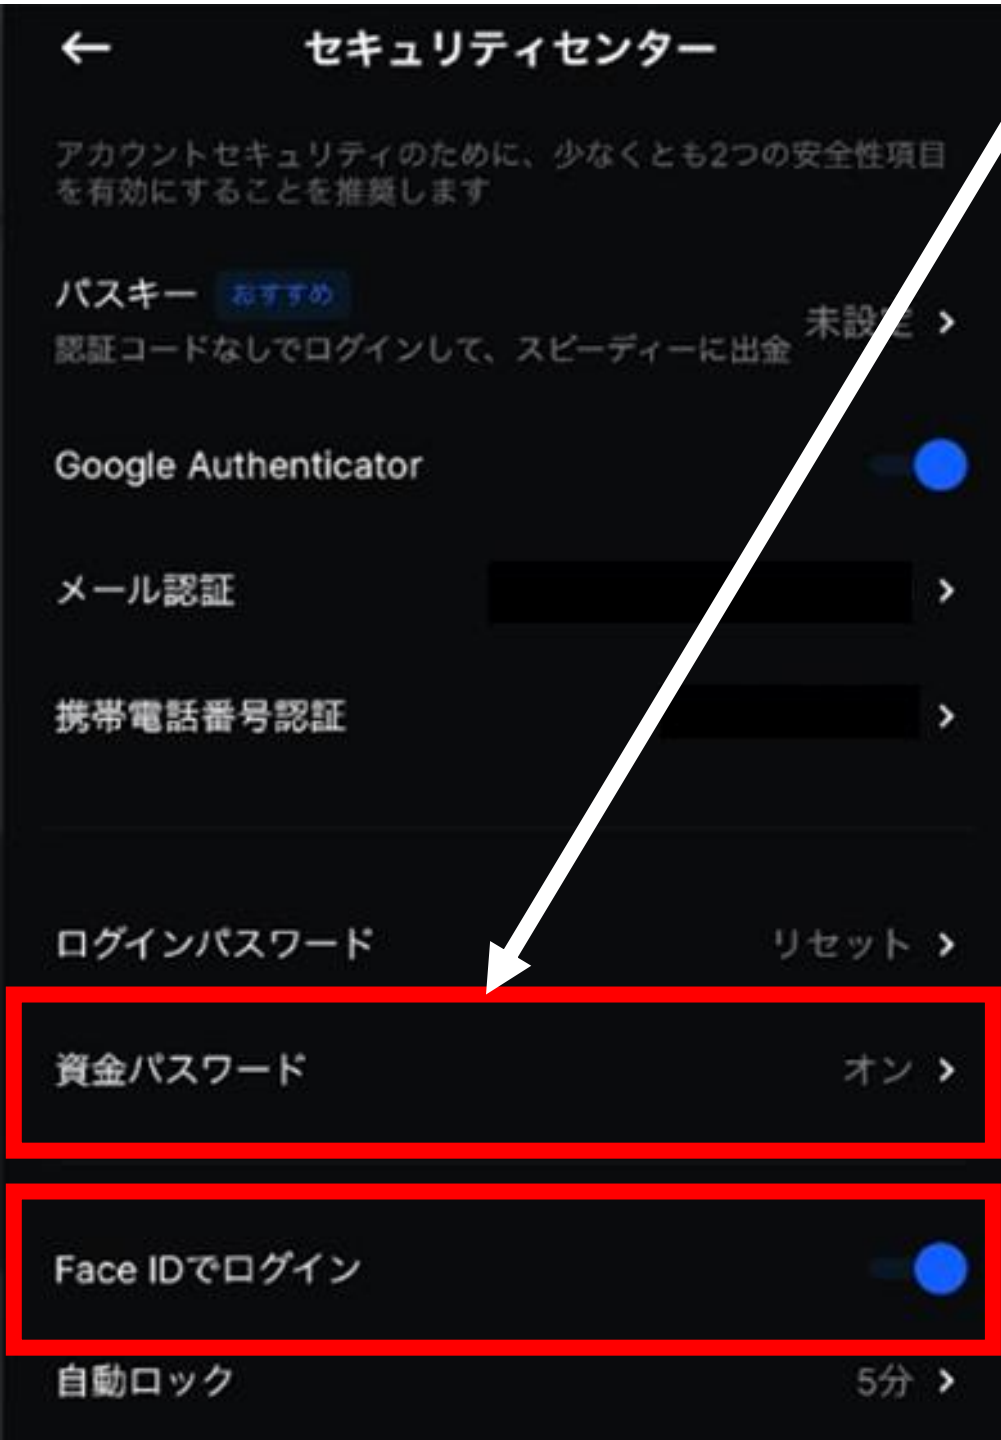 セキュリティセンター
アカウントセキュリティのために、少なくとも2つの安全性項目
を有効にすることを推奨します
パスキー おすすめ
未設定
認証コードなしでログインして、スピーディーに出金
Google Authenticator
メール認証
携帯電話番号認証
ログインパスワード リセット
資金パスワード オン
Face IDでログイン
自動ロック 5分